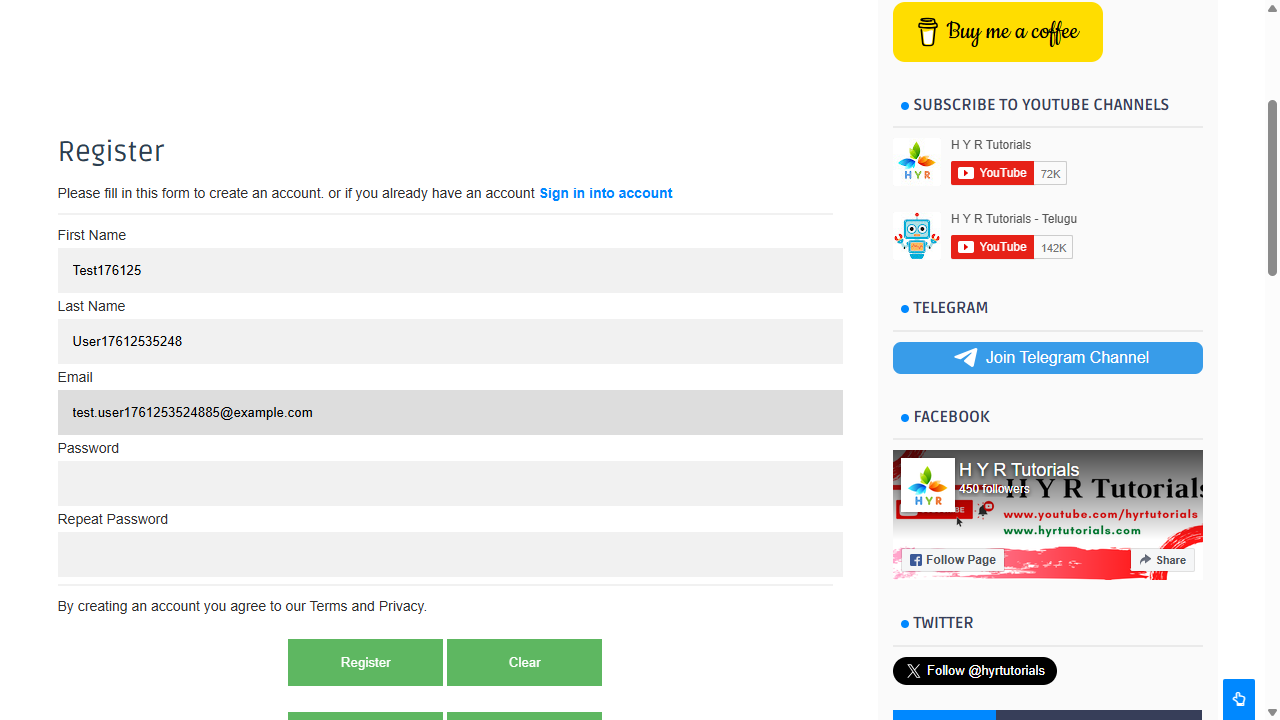 Buy me a coffee
SUBSCRIBE TO YOUTUBE CHANNELS
H Y R Tutorials
HYR
YouTube 72K
H Y R Tutorials - Telugu
YouTube 142K
TELEGRAM
Join Telegram Channel
FACEBOOK
H Y R Tutorials
450 followers
HYR
H Y R Tutorials
www.youtube.com/hyrtutorials
www.hyrtutorials.com
Follow Page
Share
TWITTER
Follow @hyrtutorials
Register
Please fill in this form to create an account. or if you already have an account Sign in into account
First Name
Test176125
Last Name
User17612535248
Email
test.user1761253524885@example.com
Password
Repeat Password
By creating an account you agree to our Terms and Privacy.
Register
Clear